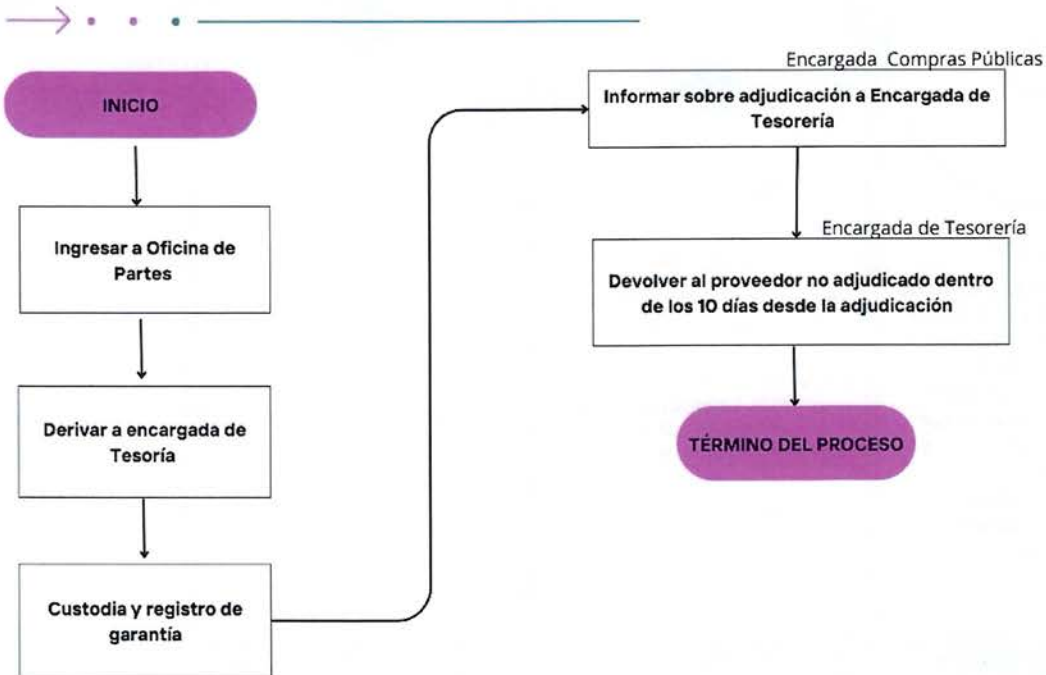 INICIO
Ingresar a Oficina de
Partes
Derivar a encargada de
Tesoría
Custodia y registro de
garantía
Encargada Compras Públicas
Informar sobre adjudicación a Encargada de
Tesorería
Encargada de Tesorería
Devolver al proveedor no adjudicado dentro
de los 10 días desde la adjudicación
TÉRMINO DEL PROCESO